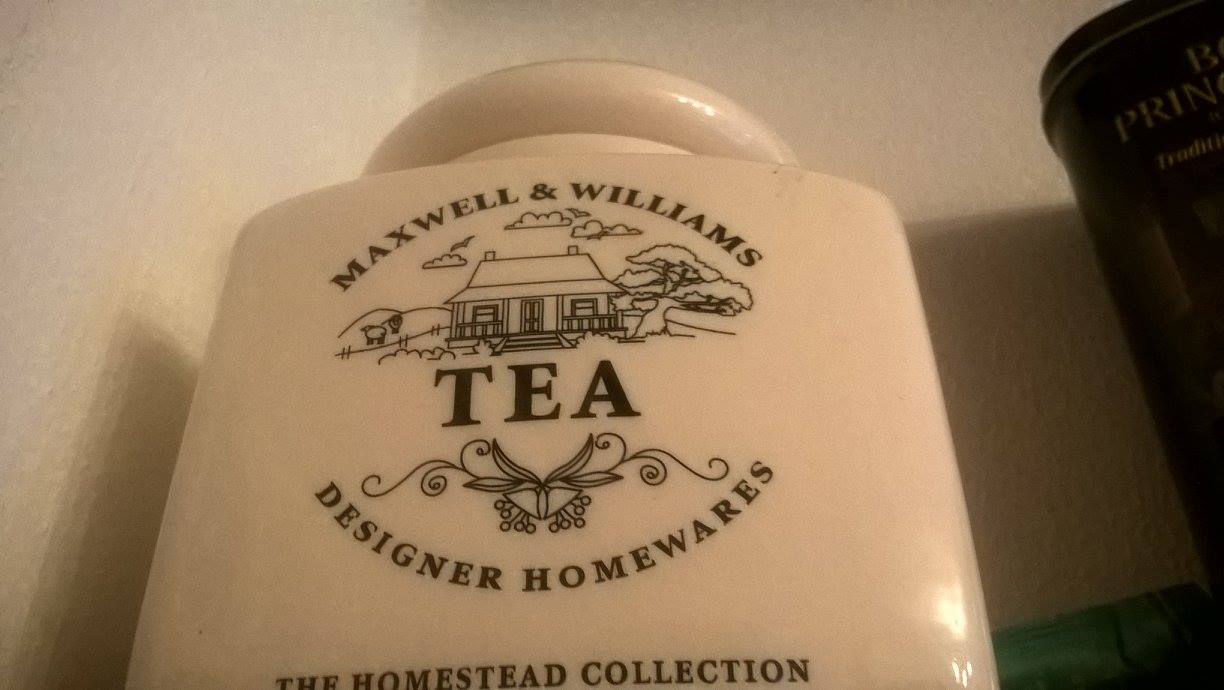 MAXWELL & WILLIAMS
TEA
DESIGNER HOMEWARES
THE HOMESTEAD COLLECTION